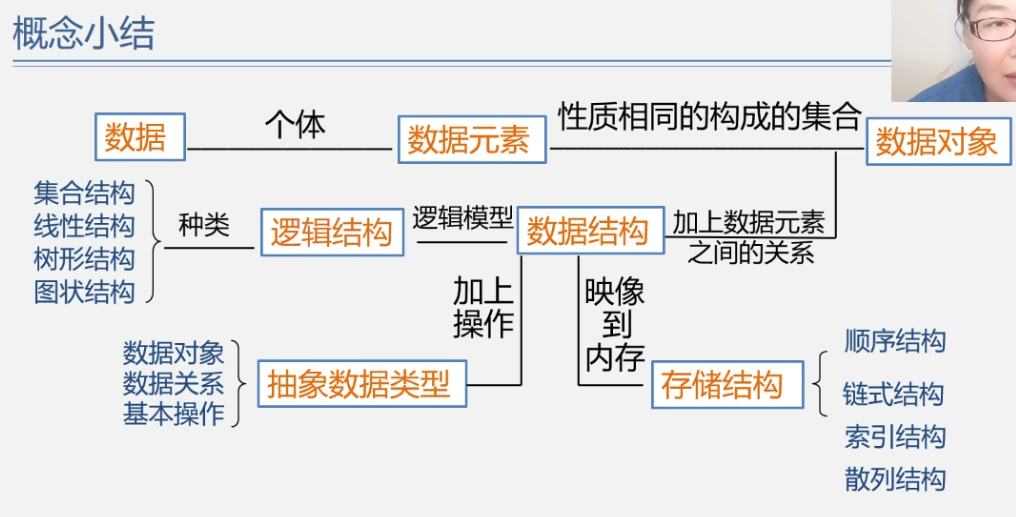 概念小结
数据
个体
数据元素
性质相同的构成的集合
数据对象
集合结构
线性结构
树形结构
图状结构
种类
逻辑结构
逻辑模型
数据结构
加上数据元素
之间的关系
加上
操作
映像
到
内存
数据对象
数据关系
基本操作
抽象数据类型
存储结构
顺序结构
链式结构
索引结构
散列结构